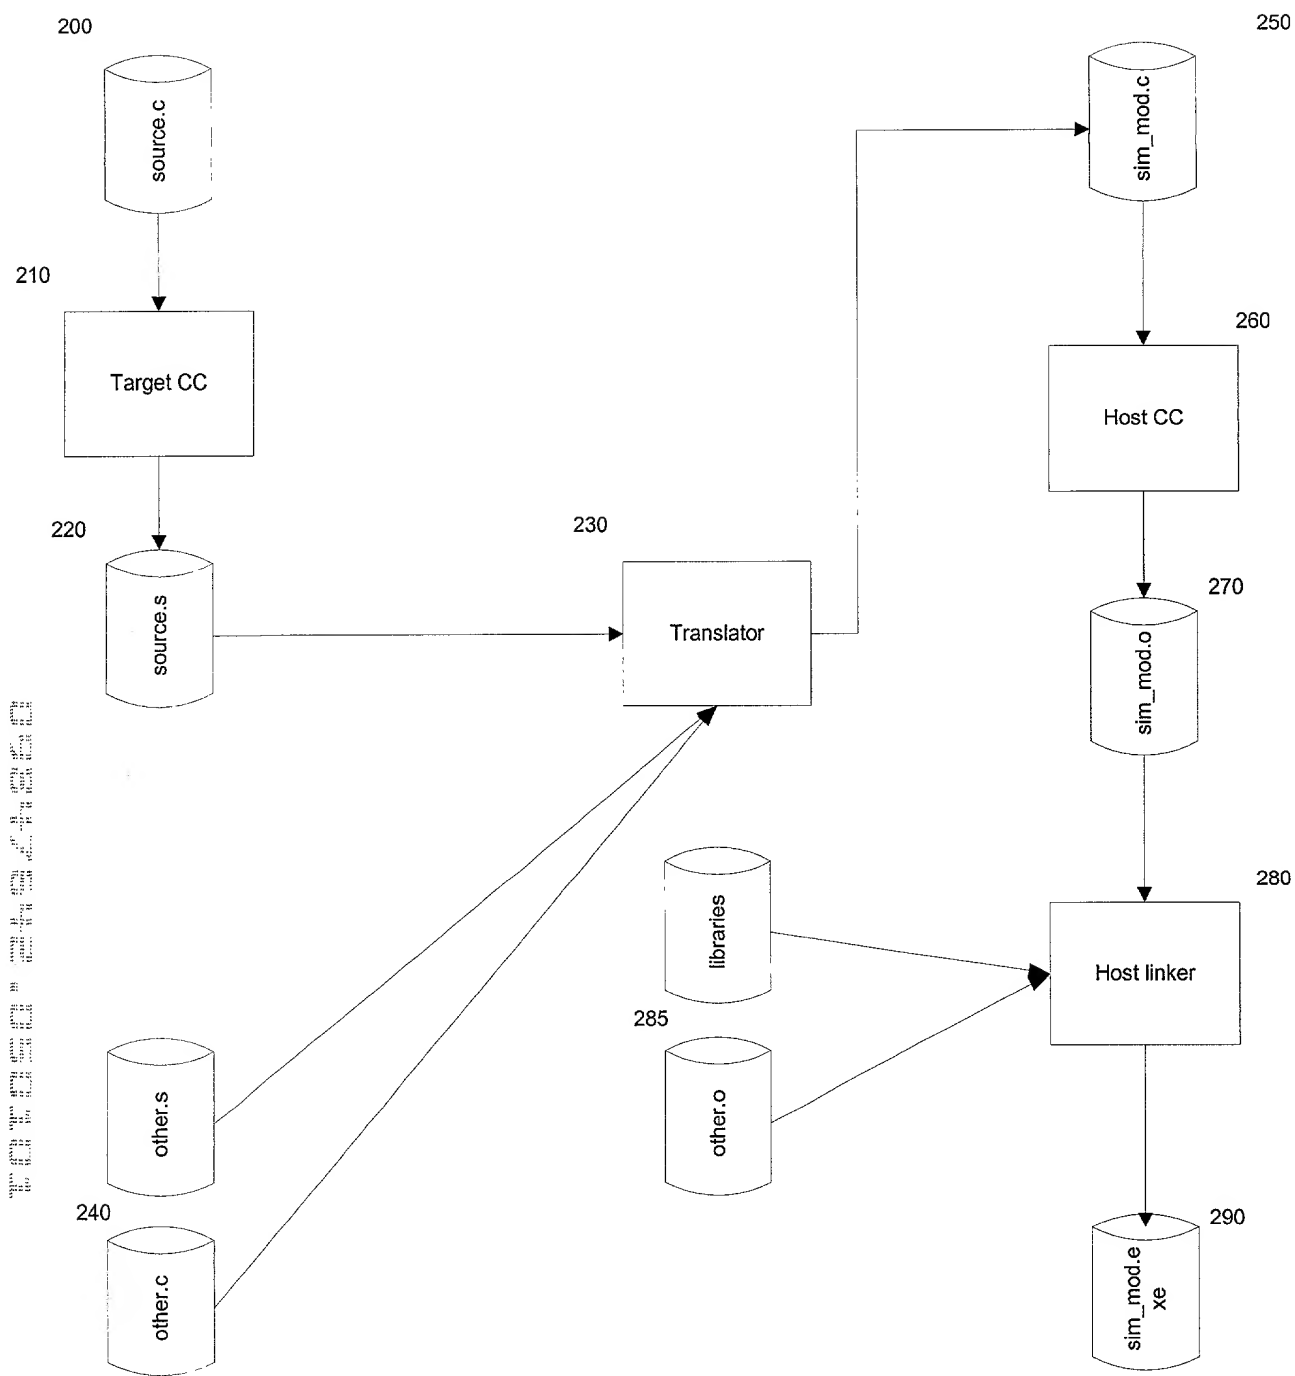 200
250
source.c
sim_mod.c
210
260
Target CC
Host CC
220
230
270
source.s
Translator
sim_mod.o
280
libraries
Host linker
285
other.s
other.o
240
290
other.c
sim_mod.e
xe